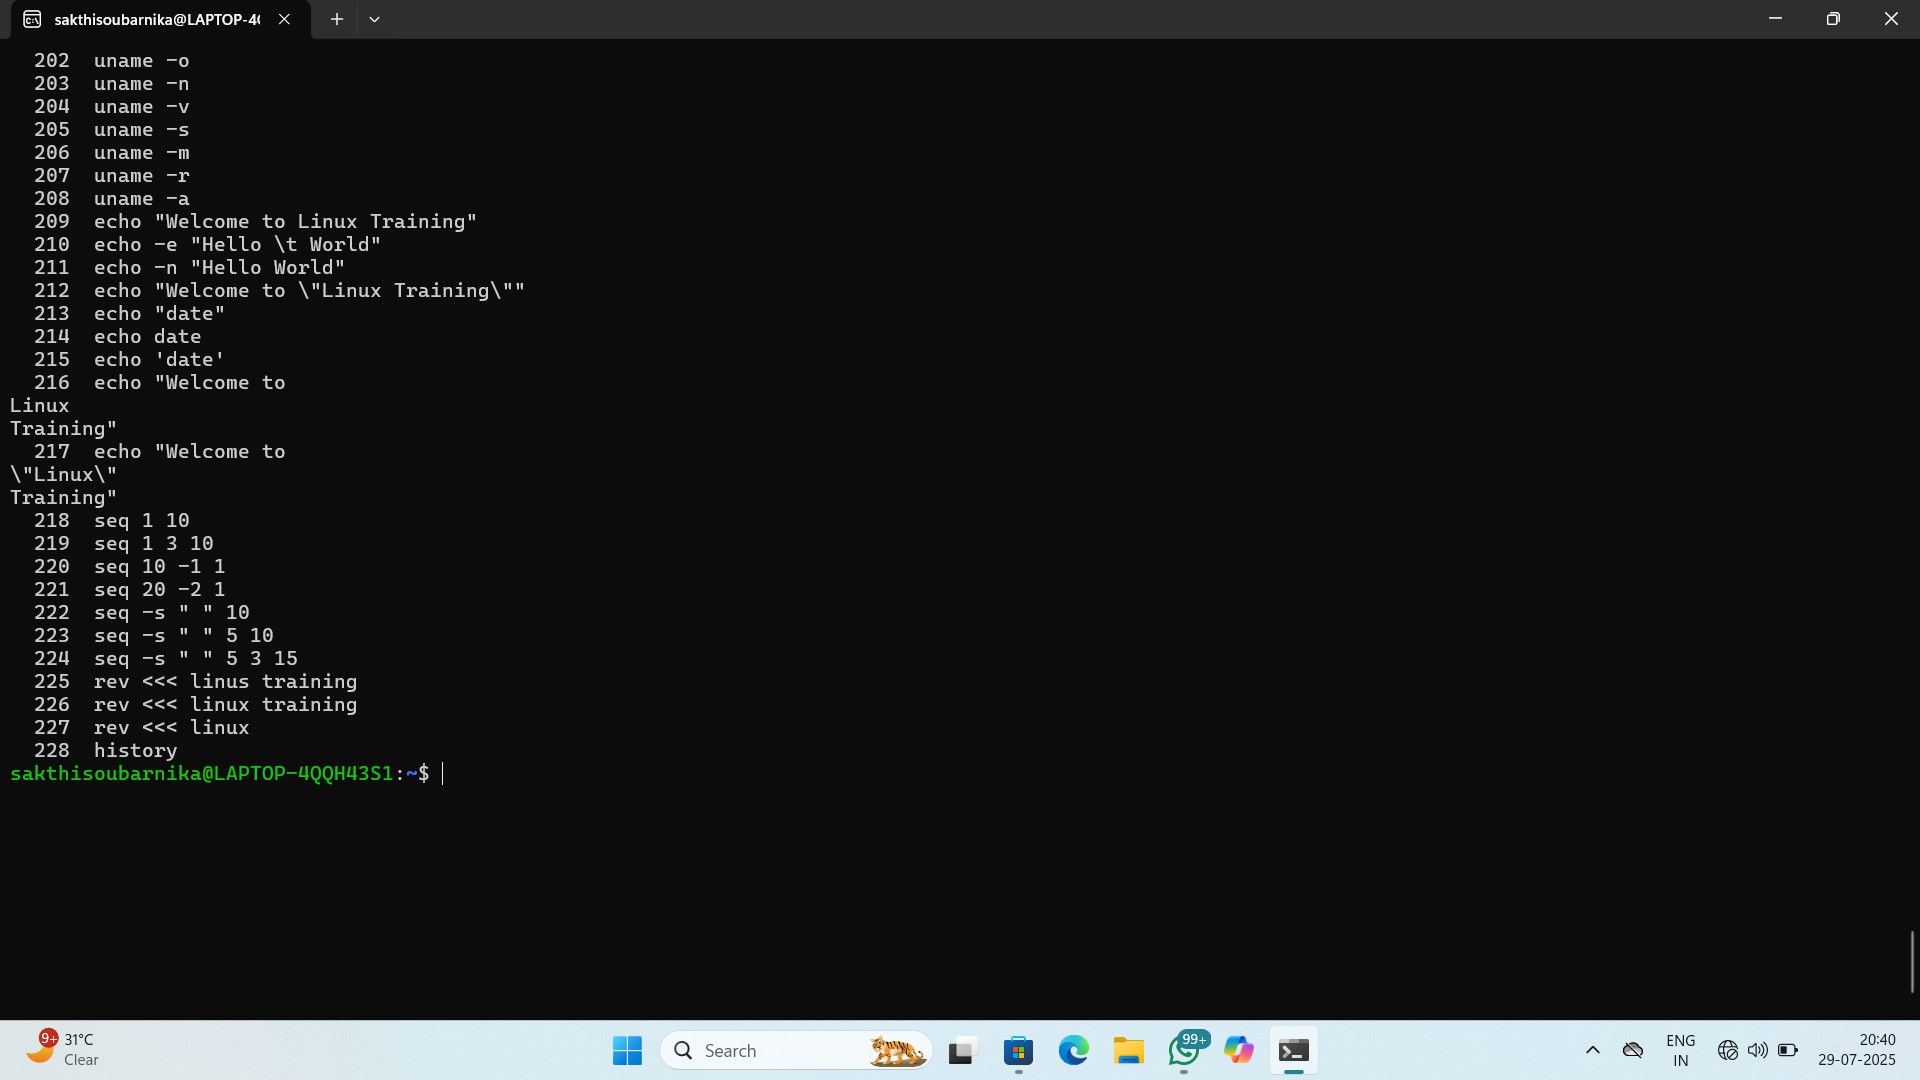 sakthisoubarnika@LAPTOP-4(
202 uname -o
203 uname -n
204 uname -v
205 uname -s
206 uname -m
207 uname -r
208 uname -a
209 echo "Welcome to Linux Training"
210 echo -e "Hello \t World"
211 echo -n "Hello World"
212 echo "Welcome to \"Linux Training\""
213 echo "date"
214 echo date
215 echo 'date'
216 echo "Welcome to
Linux
Training"
217 echo "Welcome to
\"Linux\"
Training"
218 seq 1 10
219 seq 1 3 10
220 seq 10 -1 1
221 seq 20 -2 1
222 seq -s " " 10
223 seq -s " " 5 10
224 seq -s " " 5 3 15
225 rev <<< linus training
226 rev <<< linux training
227 rev <<< linux
228 history
sakthisoubarnika@LAPTOP-4QQH43S1:~$
9+ 31°C
Clear
Search
99+
ENG
IN
20:40
29-07-2025